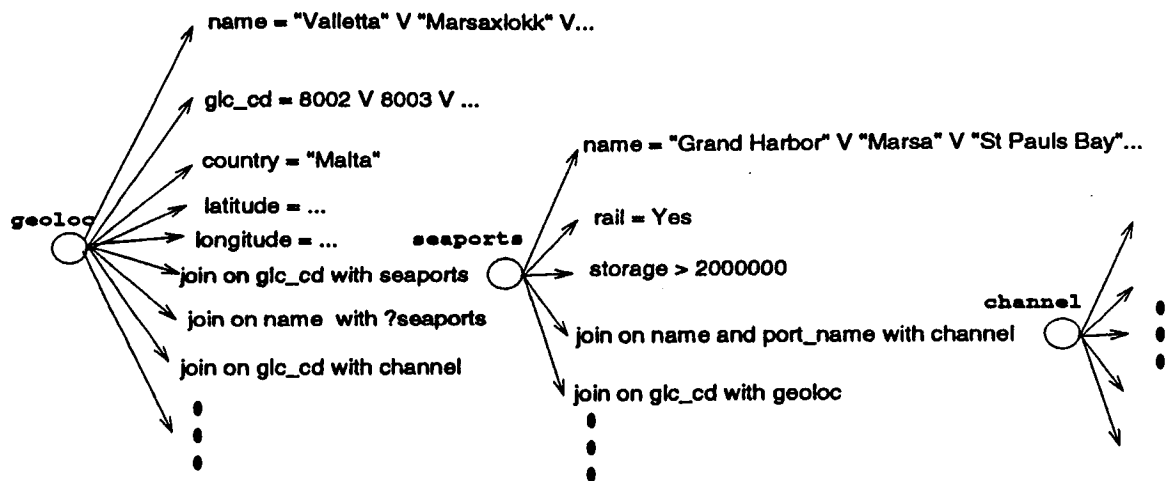 name = "Valletta" V "Marsaxlokk" V...
glc_cd = 8002 V 8003 V ...
country = "Malta"
latitude = ...
geoloc
longitude = ...
join on glc_cd with seaports
join on name with ?seaports
join on glc_cd with channel
name = "Grand Harbor" V "Marsa" V "St Pauls Bay"...
rail = Yes
seaports
storage > 2000000
join on name and port_name with channel
join on glc_cd with geoloc
channel